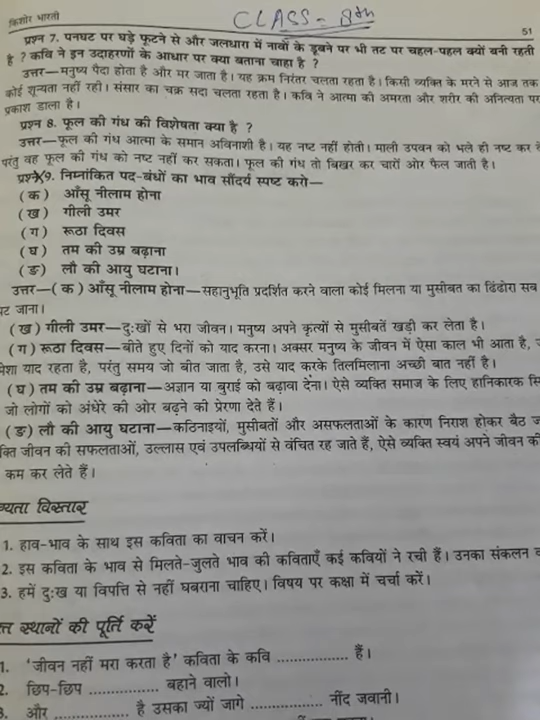 किशोर भारती
CLASS - 8th
51
प्रश्न 7. पनघट पर घड़े फूटने से और जलधारा में नावों के डूबने पर भी तट पर चहल-पहल क्यों बनी रहती
है ? कवि ने इन उदाहरणों के आधार पर क्या बताना चाहा है ?
उत्तर—मनुष्य पैदा होता है और मर जाता है। यह क्रम निरंतर चलता रहता है। किसी व्यक्ति के मरने से आज तक
कोई शून्यता नहीं रही। संसार का चक्र सदा चलता रहता है। कवि ने आत्मा की अमरता और शरीर की अनित्यता पर
प्रकाश डाला है।
प्रश्न 8. फूल की गंध की विशेषता क्या है ?
उत्तर—फूल की गंध आत्मा के समान अविनाशी है। यह नष्ट नहीं होती। माली उपवन को भले ही नष्ट कर दे
परंतु वह फूल की गंध को नष्ट नहीं कर सकता। फूल की गंध तो बिखर कर चारों ओर फैल जाती है।
प्रश्न 9. निम्नांकित पद-बंधों का भाव सौंदर्य स्पष्ट करो—
(क) आँसू नीलाम होना
(ख) गीली उमर
(ग) रूठा दिवस
(घ) तम की उम्र बढ़ाना
(ङ) लौ की आयु घटाना।
उत्तर—(क) आँसू नीलाम होना—सहानुभूति प्रदर्शित करने वाला कोई मिलना या मुसीबत का ढिंढोरा सब
जाना।
(ख) गीली उमर—दुःखों से भरा जीवन। मनुष्य अपने कृत्यों से मुसीबतें खड़ी कर लेता है।
(ग) रूठा दिवस—बीते हुए दिनों को याद करना। अक्सर मनुष्य के जीवन में ऐसा काल भी आता है,
मेशा याद रहता है, परंतु समय जो बीत जाता है, उसे याद करके तिलमिलाना अच्छी बात नहीं है।
(घ) तम की उम्र बढ़ाना—अज्ञान या बुराई को बढ़ावा देना। ऐसे व्यक्ति समाज के लिए हानिकारक
जो लोगों को अंधेरे की ओर बढ़ने की प्रेरणा देते हैं।
(ङ) लौ की आयु घटाना—कठिनाइयों, मुसीबतों और असफलताओं के कारण निराश होकर बैठ
क्ति जीवन की सफलताओं, उल्लास एवं उपलब्धियों से वंचित रह जाते हैं, ऐसे व्यक्ति स्वयं अपने जीवन की
कम कर लेते हैं।
ग्यता विस्तार
1. हाव-भाव के साथ इस कविता का वाचन करें।
2. इस कविता के भाव से मिलते-जुलते भाव की कविताएँ कई कवियों ने रची हैं। उनका संकलन
3. हमें दुःख या विपत्ति से नहीं घबराना चाहिए। विषय पर कक्षा में चर्चा करें।
क्त स्थानों की पूर्ति करें
1. 'जीवन नहीं मरा करता है' कविता के कवि ................ हैं।
2. छिप-छिप ................ बहाने वालो।
3. और ................ है उसका ज्यों जागे ................ नींद जवानी।